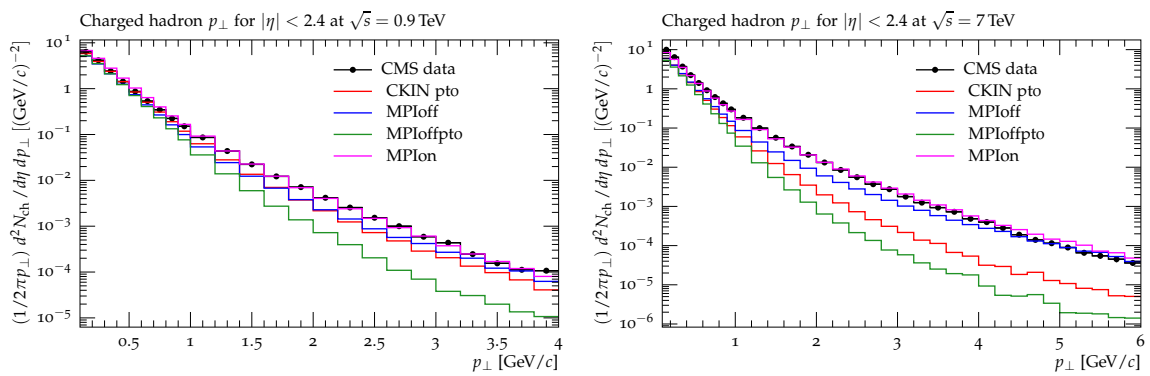 Charged hadron p⊥ for |η| < 2.4 at √s = 0.9 TeV
(1/2πp⊥) d²Nch / dη dp⊥ [(GeV/c)⁻²]
10¹
1
10⁻¹
10⁻²
10⁻³
10⁻⁴
10⁻⁵
CMS data
CKIN pto
MPIoff
MPIoffpto
MPIon
0.5 1 1.5 2 2.5 3 3.5 4
p⊥ [GeV/c]
Charged hadron p⊥ for |η| < 2.4 at √s = 7 TeV
(1/2πp⊥) d²Nch / dη dp⊥ [(GeV/c)⁻²]
10¹
1
10⁻¹
10⁻²
10⁻³
10⁻⁴
10⁻⁵
10⁻⁶
CMS data
CKIN pto
MPIoff
MPIoffpto
MPIon
1 2 3 4 5 6
p⊥ [GeV/c]